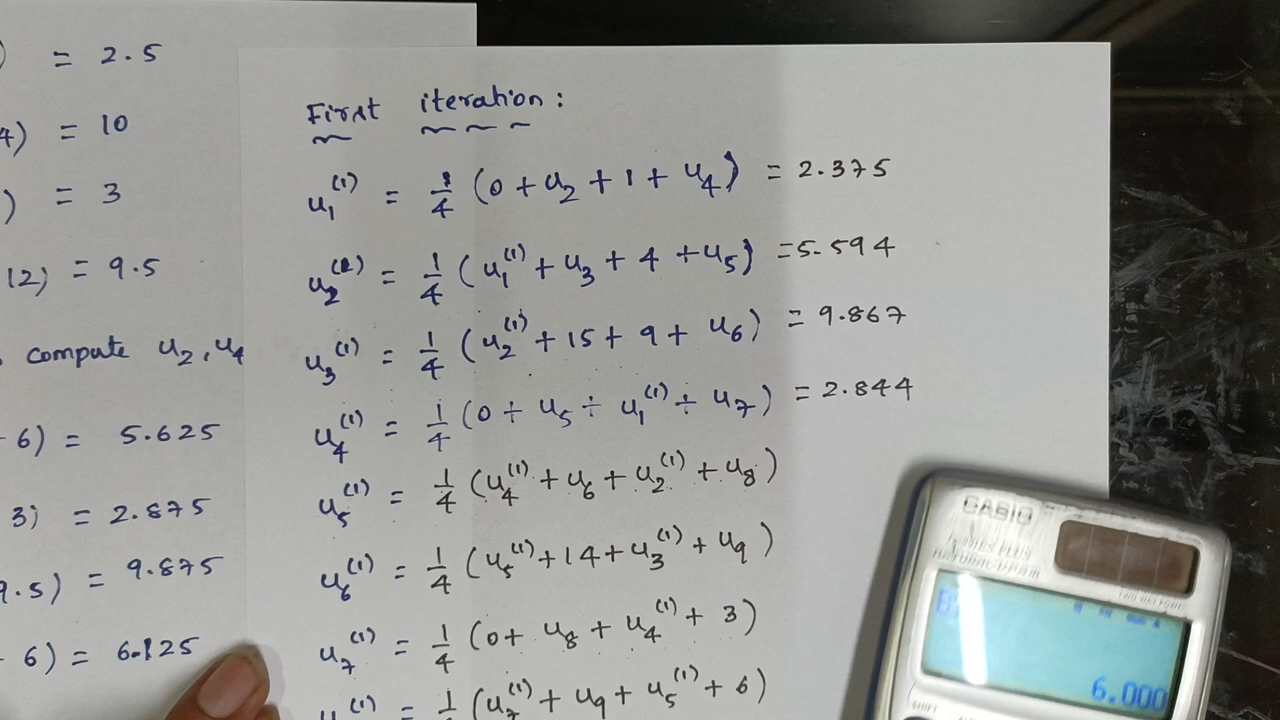 ) = 2.5
4) = 10
) = 3
12) = 9.5
compute u₂, u₄
- 6) = 5.625
3) = 2.875
9.5) = 9.875
- 6) = 6.125
First iteration:
u₁⁽¹⁾ = 1/4 (0 + u₂ + 1 + u₄) = 2.375
u₂⁽¹⁾ = 1/4 (u₁⁽¹⁾ + u₃ + 4 + u₅) = 5.594
u₃⁽¹⁾ = 1/4 (u₂⁽¹⁾ + 15 + 9 + u₆) = 9.867
u₄⁽¹⁾ = 1/4 (0 + u₅ + u₁⁽¹⁾ + u₇) = 2.844
u₅⁽¹⁾ = 1/4 (u₄⁽¹⁾ + u₆ + u₂⁽¹⁾ + u₈)
u₆⁽¹⁾ = 1/4 (u₅⁽¹⁾ + 14 + u₃⁽¹⁾ + u₉)
u₇⁽¹⁾ = 1/4 (0 + u₈ + u₄⁽¹⁾ + 3)
⁽¹⁾ = 1/4 (u₇⁽¹⁾ + u₉ + u₅⁽¹⁾ + 6)
CASIO
6.000
SHIFT